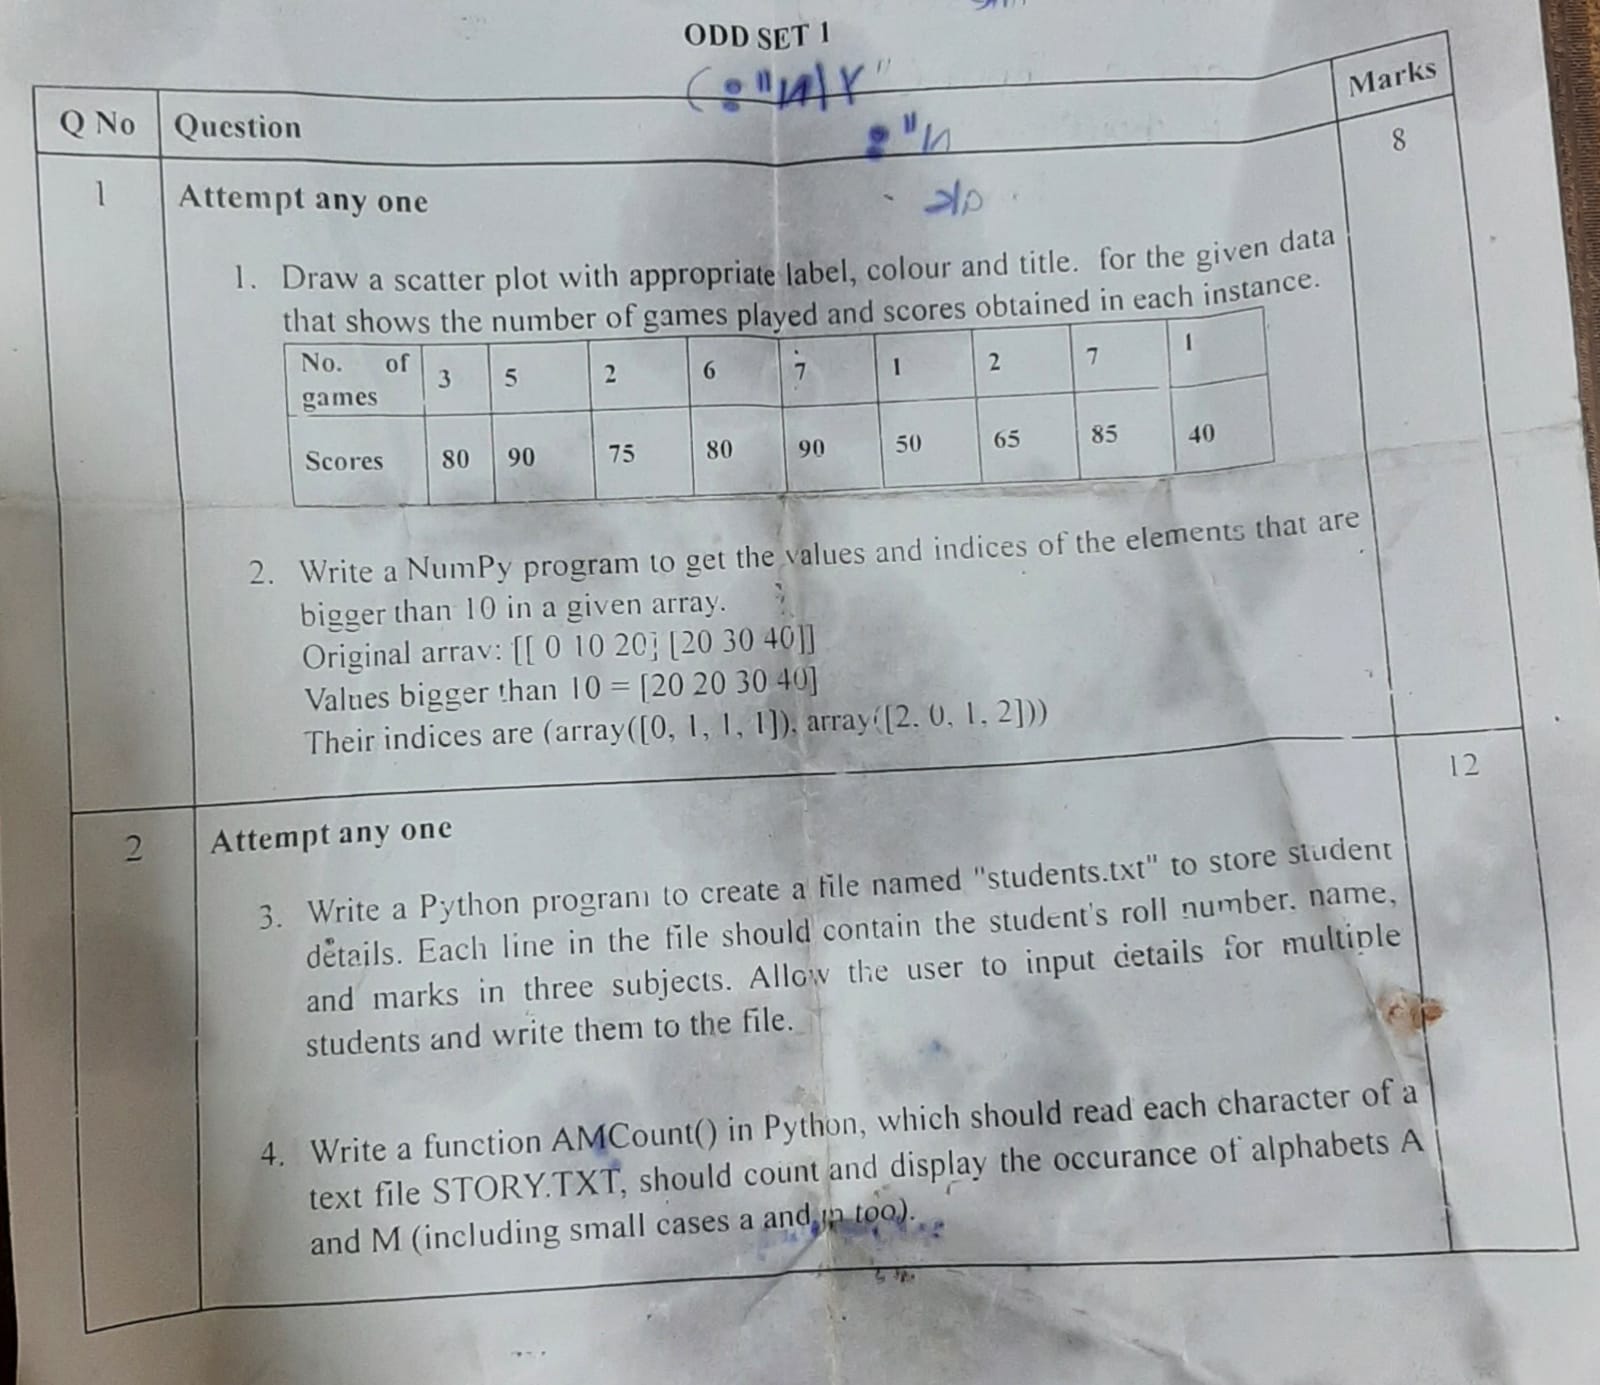 ODD SET 1
Q No Question Marks
1 Attempt any one 8
1. Draw a scatter plot with appropriate label, colour and title. for the given data
that shows the number of games played and scores obtained in each instance.
No. of games 3 5 2 6 7 1 2 7 1
Scores 80 90 75 80 90 50 65 85 40
2. Write a NumPy program to get the values and indices of the elements that are
bigger than 10 in a given array.
Original array: [[ 0 10 20] [20 30 40]]
Values bigger than 10 = [20 20 30 40]
Their indices are (array([0, 1, 1, 1]), array([2, 0, 1, 2]))
2 Attempt any one 12
3. Write a Python program to create a file named "students.txt" to store student
details. Each line in the file should contain the student's roll number, name,
and marks in three subjects. Allow the user to input details for multiple
students and write them to the file.
4. Write a function AMCount() in Python, which should read each character of a
text file STORY.TXT, should count and display the occurance of alphabets A
and M (including small cases a and m too).